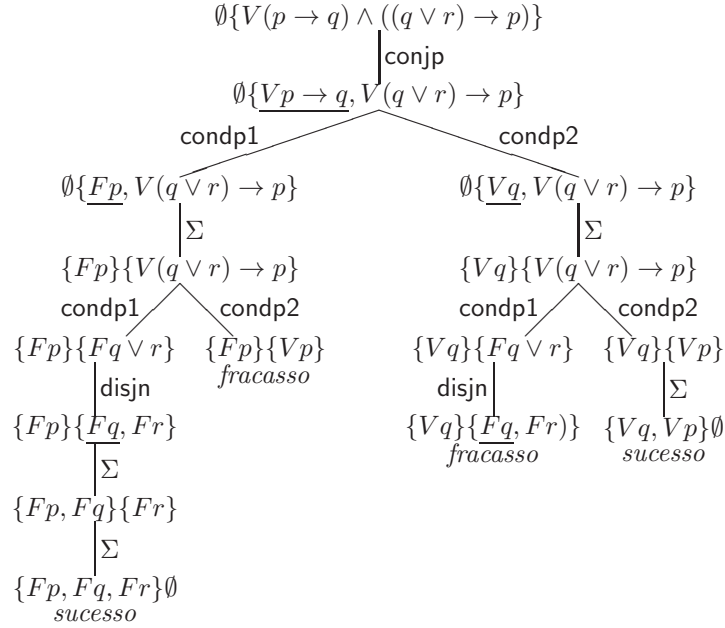 ∅{V(p → q) ∧ ((q ∨ r) → p)}
conjp
∅{Vp → q, V(q ∨ r) → p}
condp1 condp2
∅{Fp, V(q ∨ r) → p} ∅{Vq, V(q ∨ r) → p}
Σ Σ
{Fp}{V(q ∨ r) → p} {Vq}{V(q ∨ r) → p}
condp1 condp2 condp1 condp2
{Fp}{Fq ∨ r} {Fp}{Vp} {Vq}{Fq ∨ r} {Vq}{Vp}
fracasso
disjn disjn Σ
{Fp}{Fq, Fr} {Vq}{Fq, Fr)} {Vq, Vp}∅
fracasso sucesso
Σ
{Fp, Fq}{Fr}
Σ
{Fp, Fq, Fr}∅
sucesso